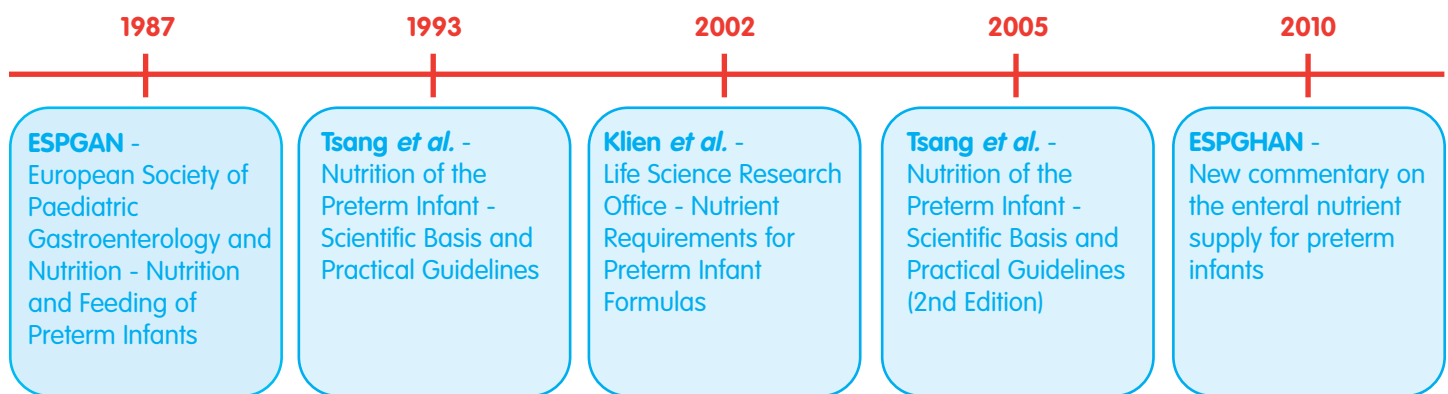 1987
1993
2002
2005
2010
ESPGAN -
European Society of
Paediatric
Gastroenterology and
Nutrition - Nutrition
and Feeding of
Preterm Infants
Tsang et al. -
Nutrition of the
Preterm Infant -
Scientific Basis and
Practical Guidelines
Klien et al. -
Life Science Research
Office - Nutrient
Requirements for
Preterm Infant
Formulas
Tsang et al. -
Nutrition of the
Preterm Infant -
Scientific Basis and
Practical Guidelines
(2nd Edition)
ESPGHAN -
New commentary on
the enteral nutrient
supply for preterm
infants